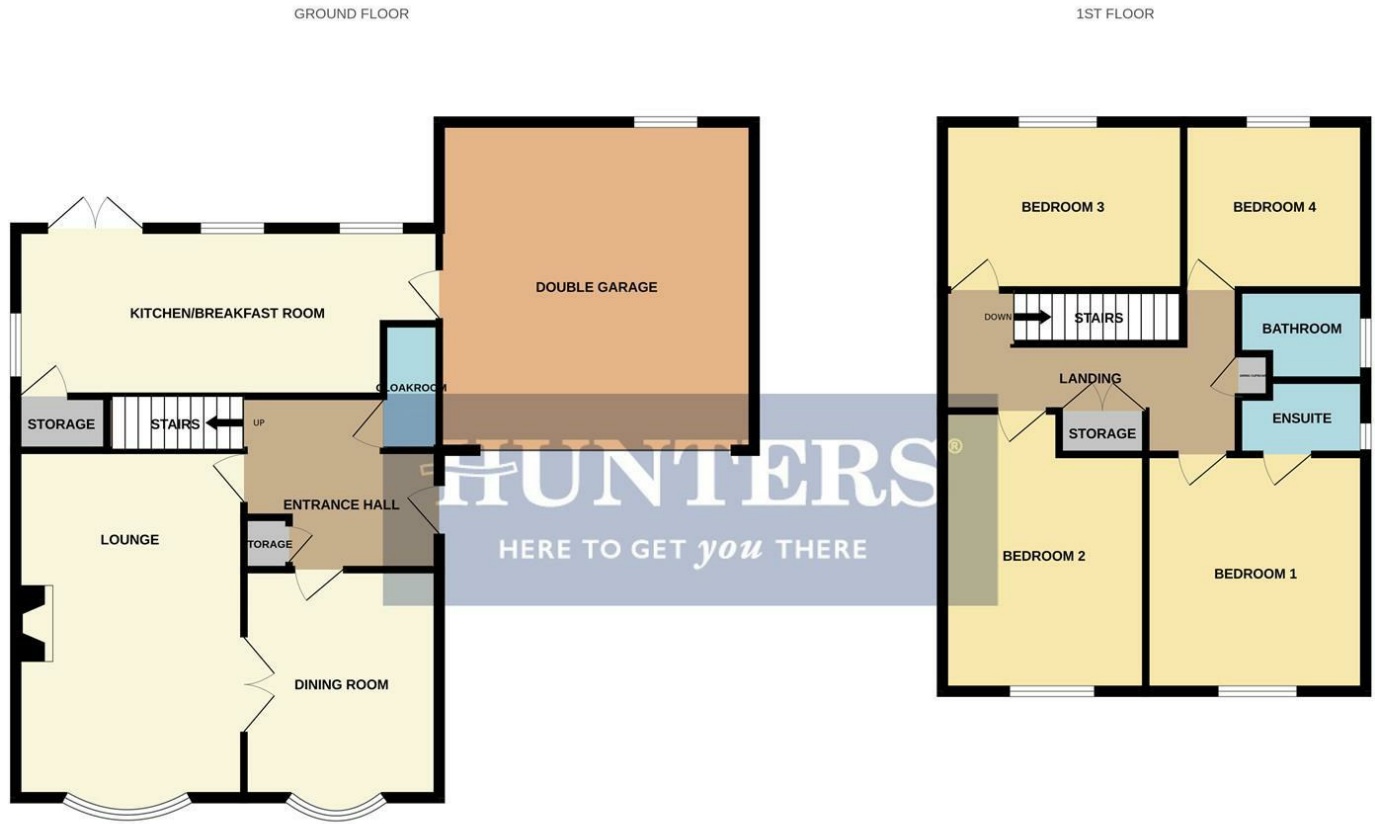 GROUND FLOOR
1ST FLOOR
BEDROOM 3
BEDROOM 4
DOUBLE GARAGE
KITCHEN/BREAKFAST ROOM
DOWN
STAIRS
BATHROOM
CLOAKROOM
LANDING
STORAGE
STAIRS
UP
STORAGE
ENSUITE
HUNTERS®
HERE TO GET you THERE
ENTRANCE HALL
LOUNGE
TORAGE
BEDROOM 2
BEDROOM 1
DINING ROOM